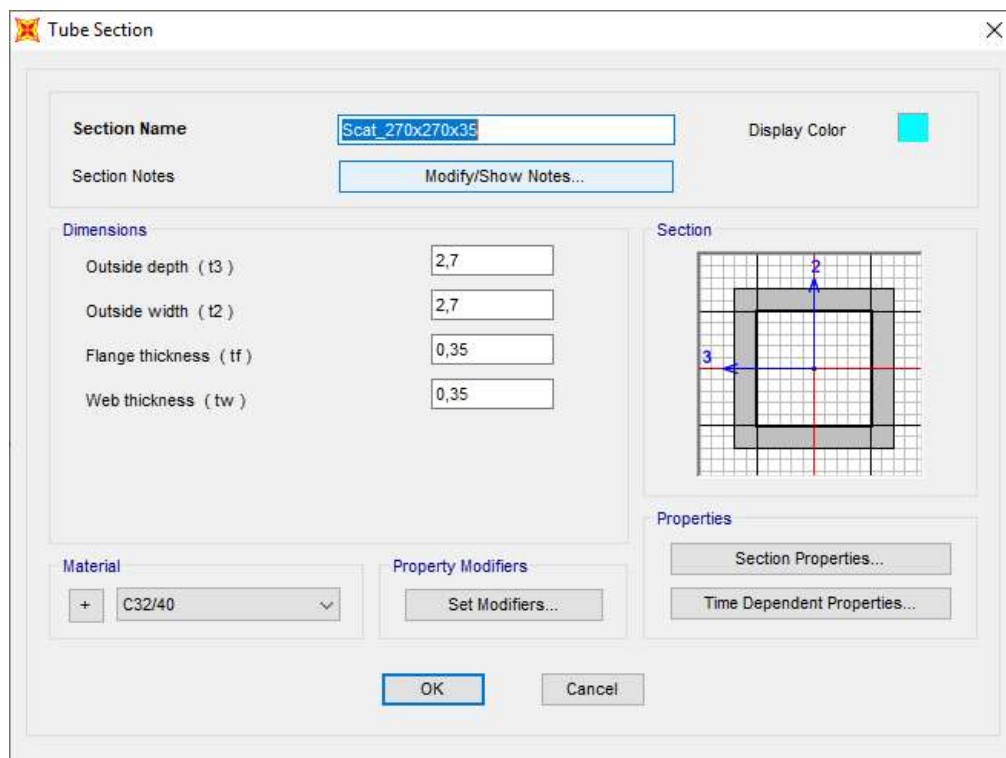 Tube Section
Section Name
Scat_270x270x35
Display Color
Section Notes
Modify/Show Notes...
Dimensions
Outside depth ( t3 )
2,7
Outside width ( t2 )
2,7
Flange thickness ( tf )
0,35
Web thickness ( tw )
0,35
Section
2
3
Properties
Section Properties...
Time Dependent Properties...
Material
+
C32/40
Property Modifiers
Set Modifiers...
OK
Cancel